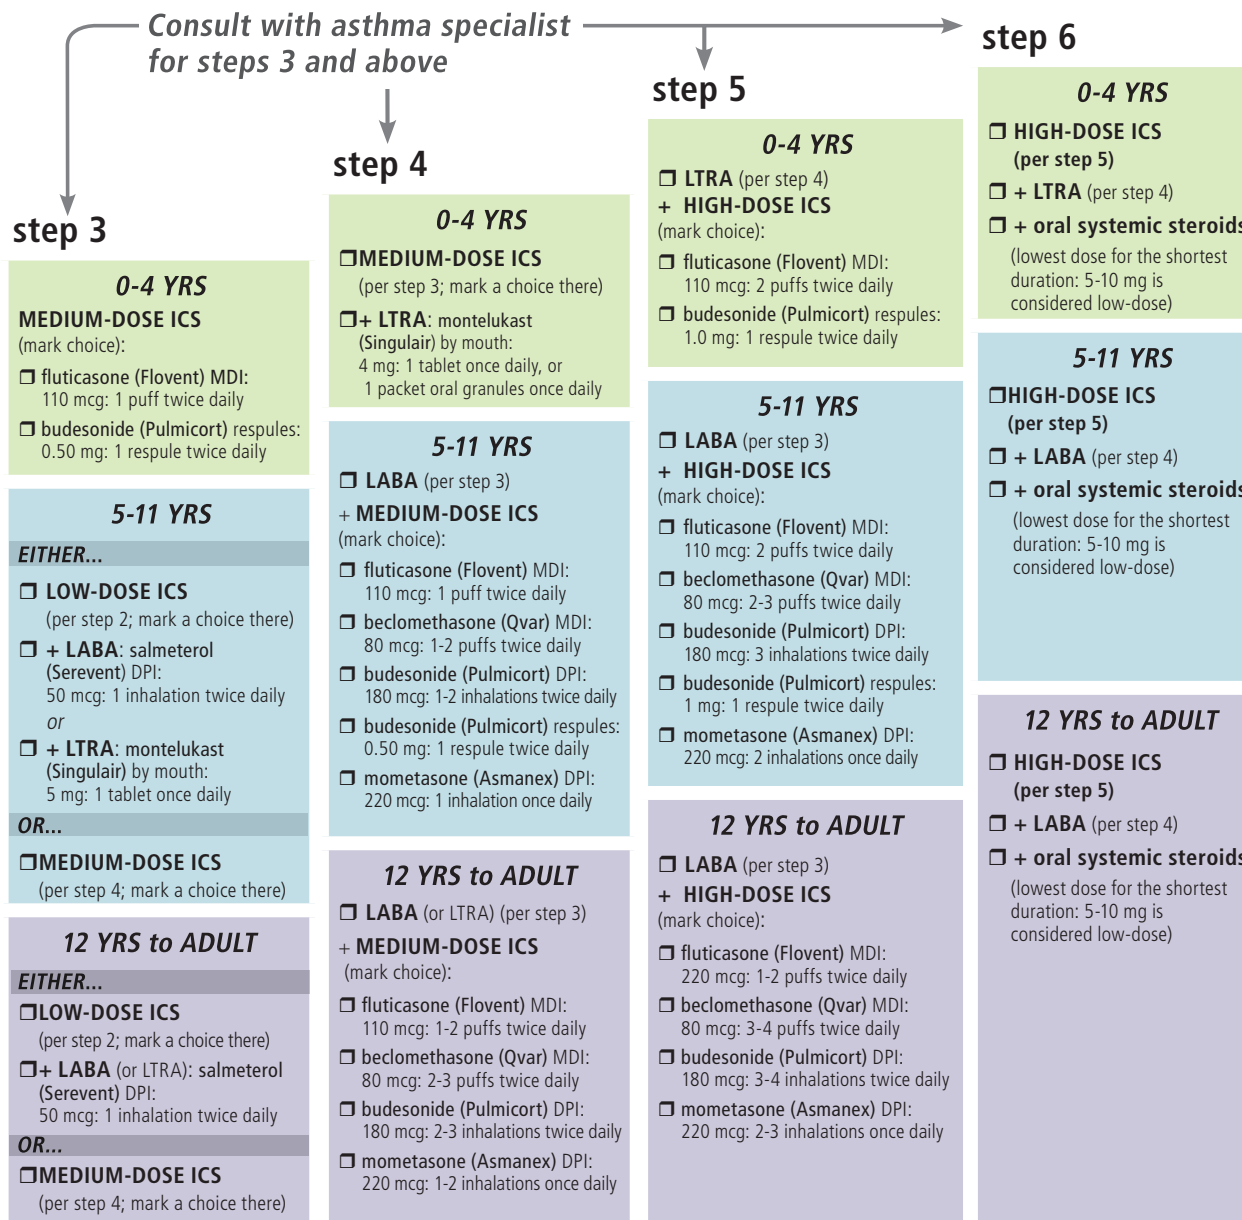 Consult with asthma specialist
for steps 3 and above
step 3
0-4 YRS
MEDIUM-DOSE ICS
(mark choice):
❒ fluticasone (Flovent) MDI:
110 mcg: 1 puff twice daily
❒ budesonide (Pulmicort) respules:
0.50 mg: 1 respule twice daily
5-11 YRS
EITHER...
❒ LOW-DOSE ICS
(per step 2; mark a choice there)
❒ + LABA: salmeterol
(Serevent) DPI:
50 mcg: 1 inhalation twice daily
or
❒ + LTRA: montelukast
(Singulair) by mouth:
5 mg: 1 tablet once daily
OR...
❒MEDIUM-DOSE ICS
(per step 4; mark a choice there)
12 YRS to ADULT
EITHER...
❒LOW-DOSE ICS
(per step 2; mark a choice there)
❒+ LABA (or LTRA): salmeterol
(Serevent) DPI:
50 mcg: 1 inhalation twice daily
OR...
❒MEDIUM-DOSE ICS
(per step 4; mark a choice there)
step 4
0-4 YRS
❒MEDIUM-DOSE ICS
(per step 3; mark a choice there)
❒+ LTRA: montelukast
(Singulair) by mouth:
4 mg: 1 tablet once daily, or
1 packet oral granules once daily
5-11 YRS
❒ LABA (per step 3)
+ MEDIUM-DOSE ICS
(mark choice):
❒ fluticasone (Flovent) MDI:
110 mcg: 1 puff twice daily
❒ beclomethasone (Qvar) MDI:
80 mcg: 1-2 puffs twice daily
❒ budesonide (Pulmicort) DPI:
180 mcg: 1-2 inhalations twice daily
❒ budesonide (Pulmicort) respules:
0.50 mg: 1 respule twice daily
❒ mometasone (Asmanex) DPI:
220 mcg: 1 inhalation once daily
12 YRS to ADULT
❒ LABA (or LTRA) (per step 3)
+ MEDIUM-DOSE ICS
(mark choice):
❒ fluticasone (Flovent) MDI:
110 mcg: 1-2 puffs twice daily
❒ beclomethasone (Qvar) MDI:
80 mcg: 2-3 puffs twice daily
❒ budesonide (Pulmicort) DPI:
180 mcg: 2-3 inhalations twice daily
❒ mometasone (Asmanex) DPI:
220 mcg: 1-2 inhalations once daily
step 5
0-4 YRS
❒ LTRA (per step 4)
+ HIGH-DOSE ICS
(mark choice):
❒ fluticasone (Flovent) MDI:
110 mcg: 2 puffs twice daily
❒ budesonide (Pulmicort) respules:
1.0 mg: 1 respule twice daily
5-11 YRS
❒ LABA (per step 3)
+ HIGH-DOSE ICS
(mark choice):
❒ fluticasone (Flovent) MDI:
110 mcg: 2 puffs twice daily
❒ beclomethasone (Qvar) MDI:
80 mcg: 2-3 puffs twice daily
❒ budesonide (Pulmicort) DPI:
180 mcg: 3 inhalations twice daily
❒ budesonide (Pulmicort) respules:
1 mg: 1 respule twice daily
❒ mometasone (Asmanex) DPI:
220 mcg: 2 inhalations once daily
12 YRS to ADULT
❒ LABA (per step 3)
+ HIGH-DOSE ICS
(mark choice):
❒ fluticasone (Flovent) MDI:
220 mcg: 1-2 puffs twice daily
❒ beclomethasone (Qvar) MDI:
80 mcg: 3-4 puffs twice daily
❒ budesonide (Pulmicort) DPI:
180 mcg: 3-4 inhalations twice daily
❒ mometasone (Asmanex) DPI:
220 mcg: 2-3 inhalations once daily
step 6
0-4 YRS
❒ HIGH-DOSE ICS
(per step 5)
❒ + LTRA (per step 4)
❒ + oral systemic steroids
(lowest dose for the shortest
duration: 5-10 mg is
considered low-dose)
5-11 YRS
❒HIGH-DOSE ICS
(per step 5)
❒ + LABA (per step 4)
❒ + oral systemic steroids
(lowest dose for the shortest
duration: 5-10 mg is
considered low-dose)
12 YRS to ADULT
❒ HIGH-DOSE ICS
(per step 5)
❒ + LABA (per step 4)
❒ + oral systemic steroids
(lowest dose for the shortest
duration: 5-10 mg is
considered low-dose)